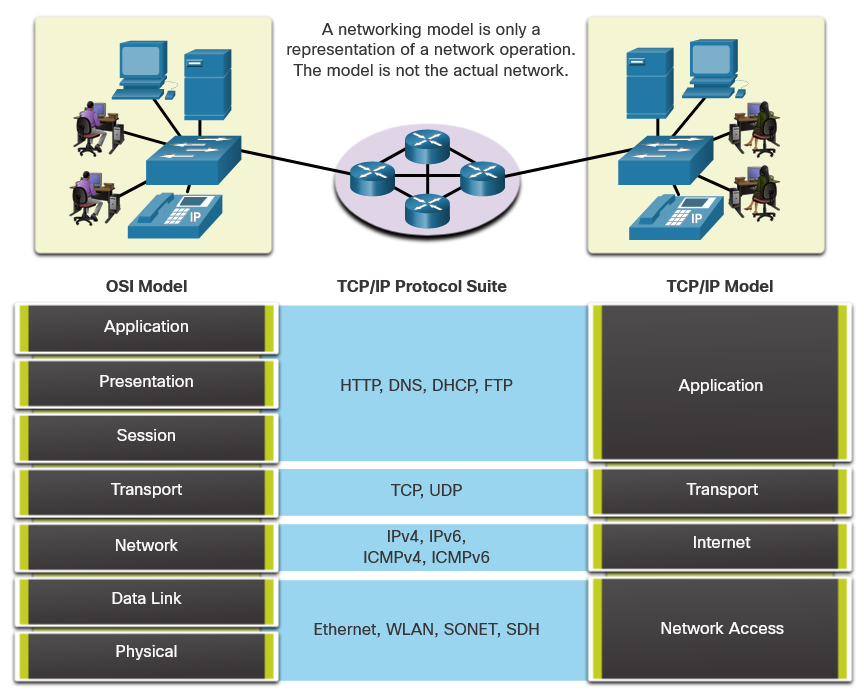 A networking model is only a
representation of a network operation.
The model is not the actual network.
IP
IP
OSI Model
TCP/IP Protocol Suite
TCP/IP Model
Application
Presentation
Session
Transport
Network
Data Link
Physical
HTTP, DNS, DHCP, FTP
TCP, UDP
IPv4, IPv6,
ICMPv4, ICMPv6
Ethernet, WLAN, SONET, SDH
Application
Transport
Internet
Network Access